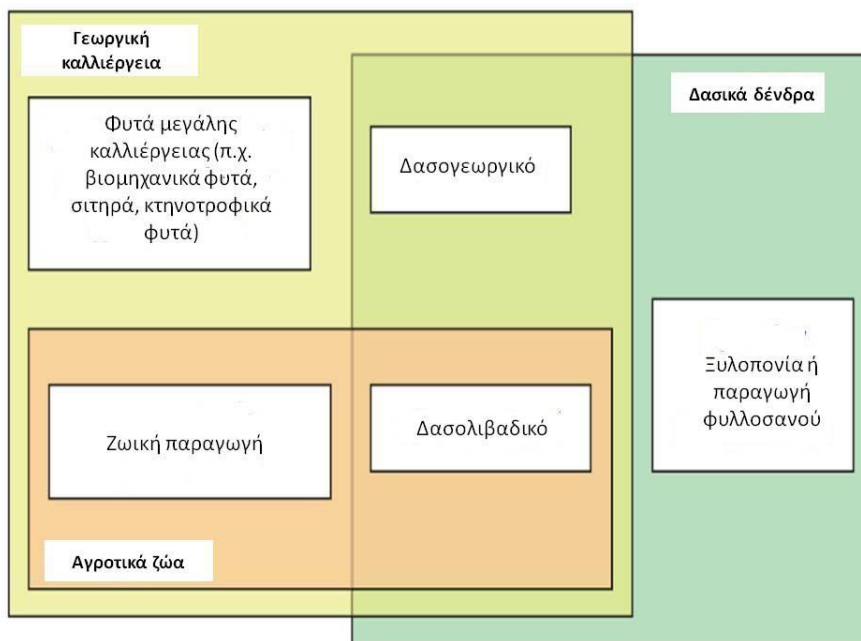 Γεωργική
καλλιέργεια
Δασικά δένδρα
Φυτά μεγάλης
καλλιέργειας (π.χ.
βιομηχανικά φυτά,
σιτηρά, κτηνοτροφικά
φυτά)
Δασογεωργικό
Ξυλοπονία ή
παραγωγή
φυλλοσανού
Ζωική παραγωγή
Δασολιβαδικό
Αγροτικά ζώα